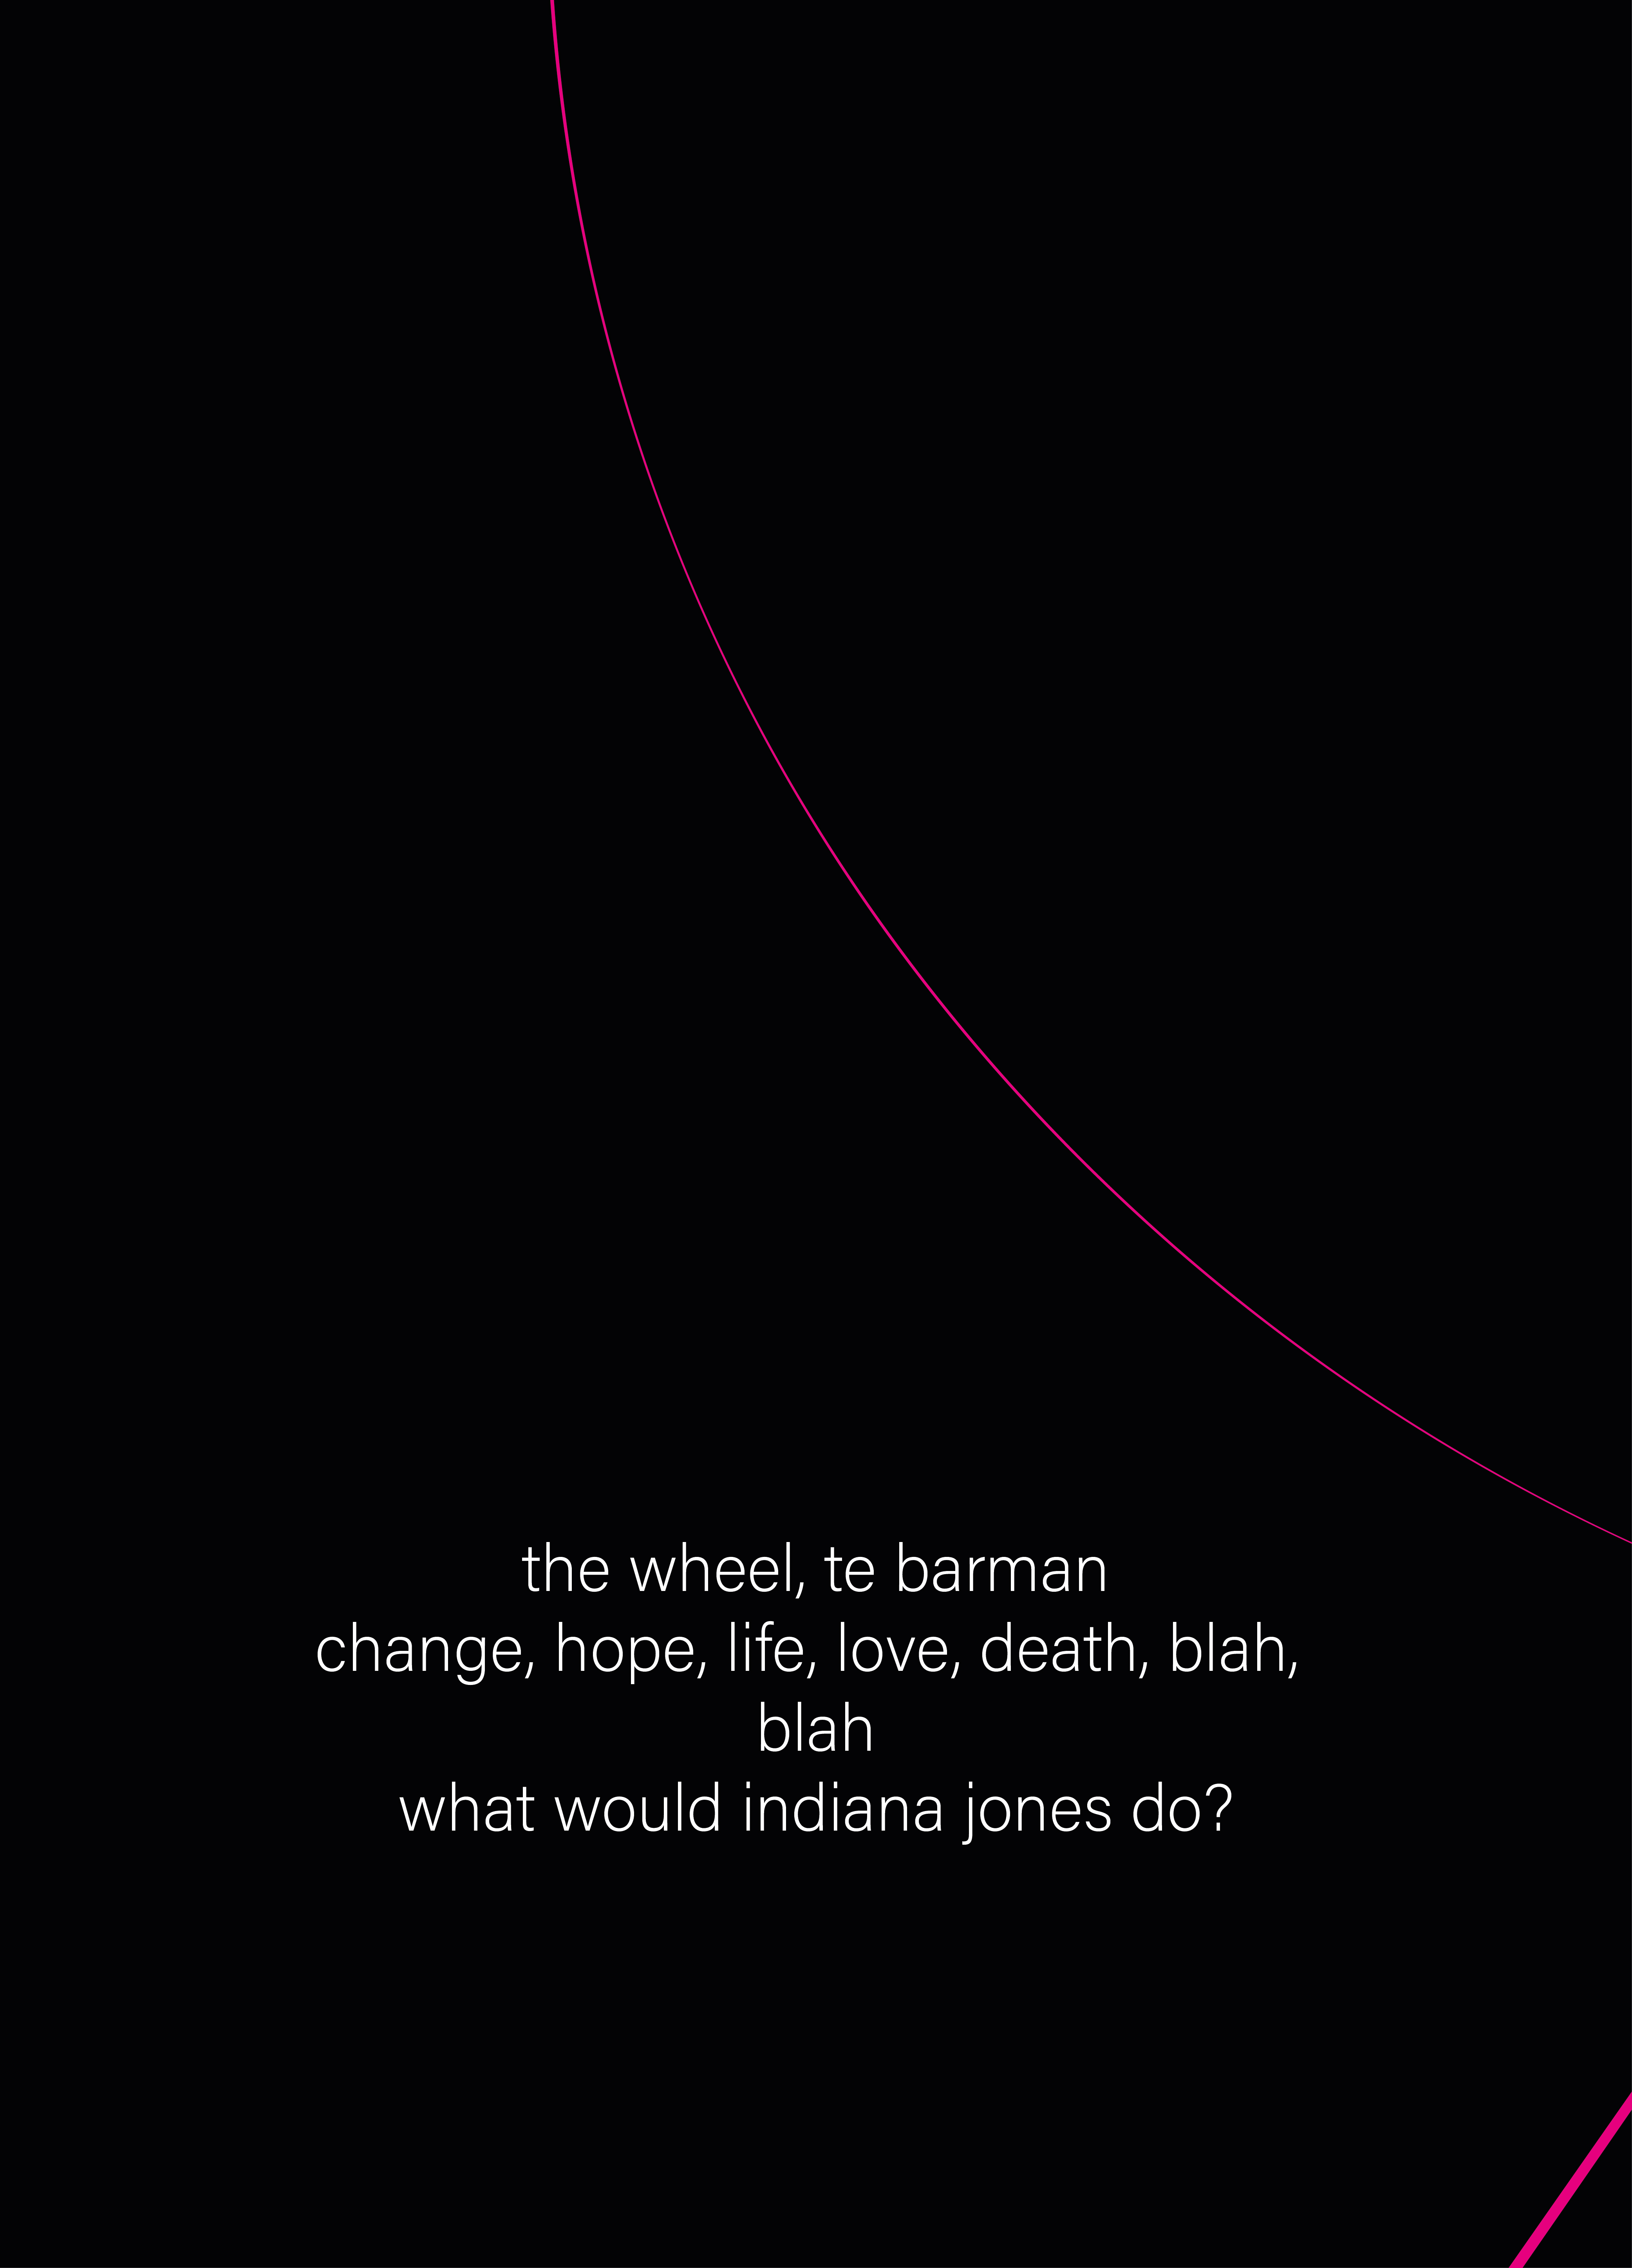 the wheel, te barman
change, hope, life, love, death, blah,
blah
what would indiana jones do?